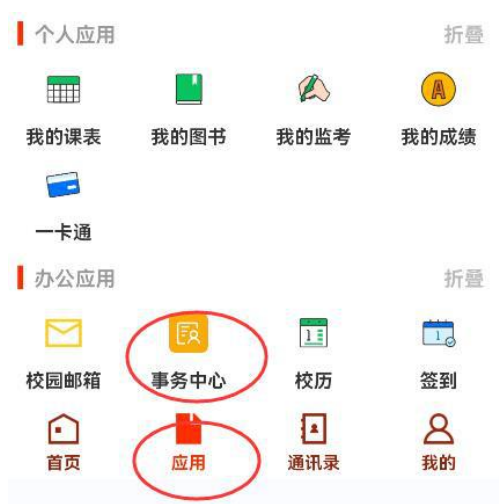 个人应用 折叠
我的课表 我的图书 我的监考 我的成绩
一卡通
办公应用 折叠
校园邮箱 事务中心 校历 签到
首页 应用 通讯录 我的